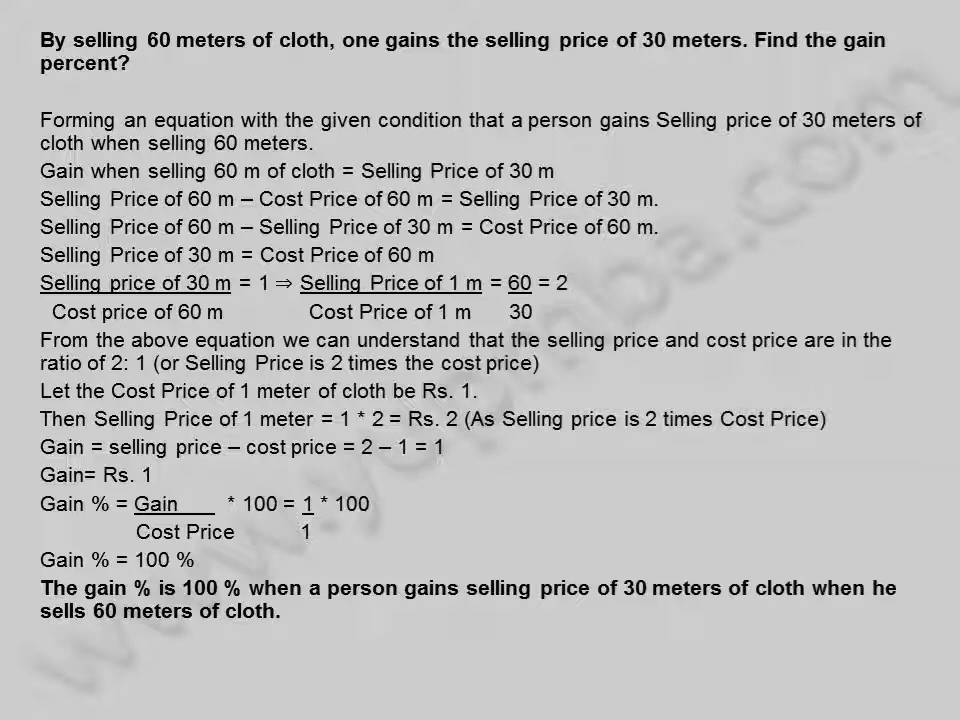 By selling 60 meters of cloth, one gains the selling price of 30 meters. Find the gain
percent?
Forming an equation with the given condition that a person gains Selling price of 30 meters of
cloth when selling 60 meters.
Gain when selling 60 m of cloth = Selling Price of 30 m
Selling Price of 60 m – Cost Price of 60 m = Selling Price of 30 m.
Selling Price of 60 m – Selling Price of 30 m = Cost Price of 60 m.
Selling Price of 30 m = Cost Price of 60 m
Selling price of 30 m = 1 ⇒ Selling Price of 1 m = 60 = 2
Cost price of 60 m Cost Price of 1 m 30
From the above equation we can understand that the selling price and cost price are in the
ratio of 2: 1 (or Selling Price is 2 times the cost price)
Let the Cost Price of 1 meter of cloth be Rs. 1.
Then Selling Price of 1 meter = 1 * 2 = Rs. 2 (As Selling price is 2 times Cost Price)
Gain = selling price – cost price = 2 – 1 = 1
Gain= Rs. 1
Gain % = Gain * 100 = 1 * 100
Cost Price 1
Gain % = 100 %
The gain % is 100 % when a person gains selling price of 30 meters of cloth when he
sells 60 meters of cloth.